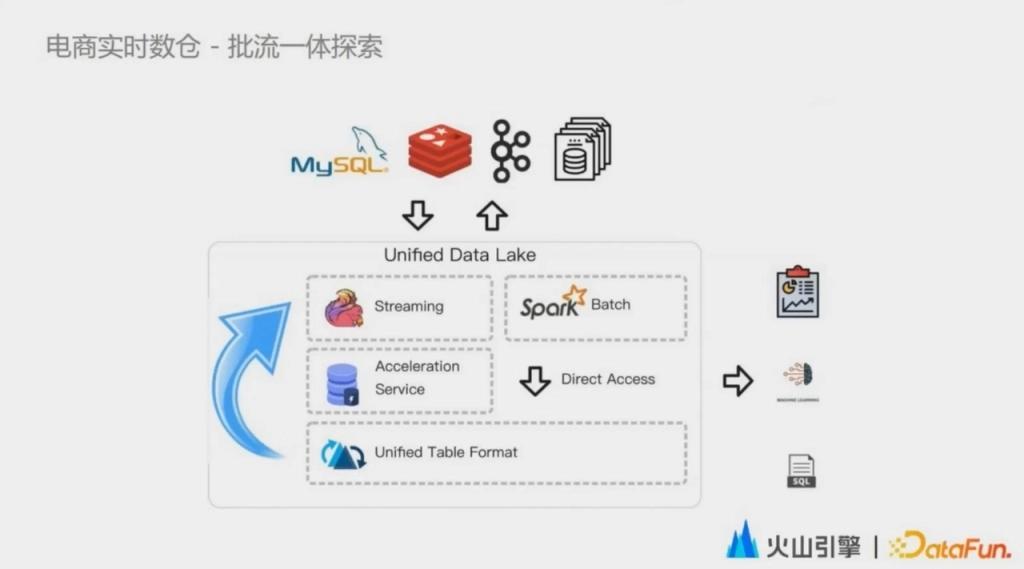 电商实时数仓 - 批流一体探索
MySQL
Unified Data Lake
Streaming
Spark Batch
Acceleration
Service
Direct Access
Unified Table Format
MACHINE LEARNING
SQL
火山引擎 | DataFun.